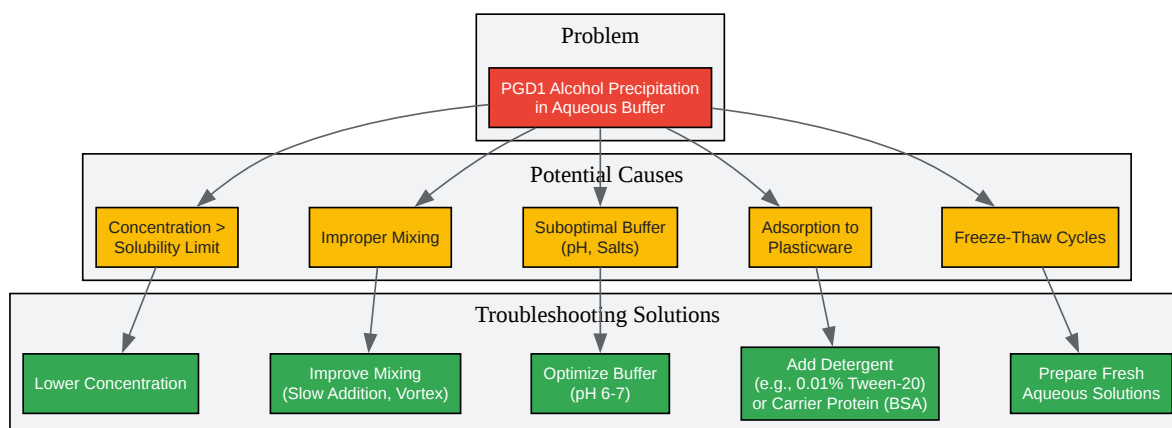 Problem
PGD1 Alcohol Precipitation
in Aqueous Buffer
Potential Causes
Concentration >
Solubility Limit
Improper Mixing
Suboptimal Buffer
(pH, Salts)
Adsorption to
Plasticware
Freeze-Thaw Cycles
Troubleshooting Solutions
Lower Concentration
Improve Mixing
(Slow Addition, Vortex)
Optimize Buffer
(pH 6-7)
Add Detergent
(e.g., 0.01% Tween-20)
or Carrier Protein (BSA)
Prepare Fresh
Aqueous Solutions